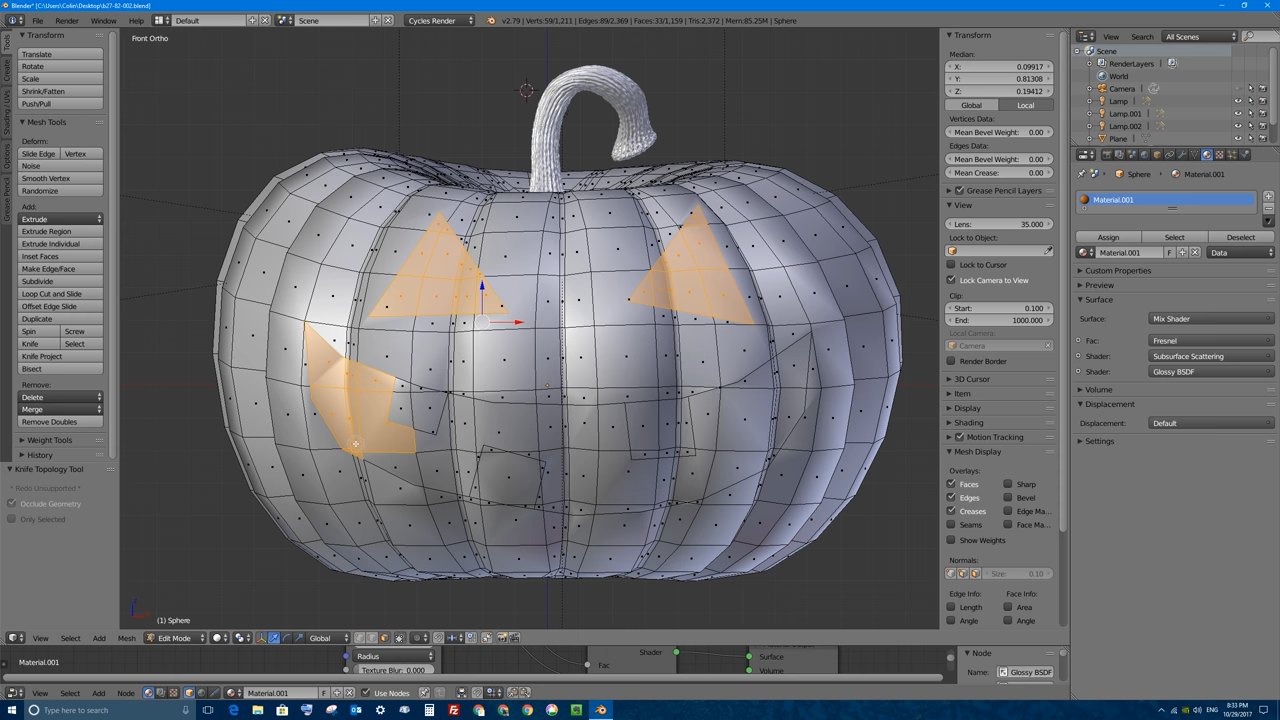 Blender* [C:\Users\Colin\Desktop\b27-82-002.blend]
File Render Window Help Default Scene Cycles Render v2.79 | Verts:59/1,211 | Edges:89/2,369 | Faces:33/1,159 | Tris:2,372 | Mem:85.25M | Sphere
Tools
Create
Shading / UVs
Options
Grease Pencil
Transform
Translate
Rotate
Scale
Shrink/Fatten
Push/Pull
Mesh Tools
Deform:
Slide Edge Vertex
Noise
Smooth Vertex
Randomize
Add:
Extrude
Extrude Region
Extrude Individual
Inset Faces
Make Edge/Face
Subdivide
Loop Cut and Slide
Offset Edge Slide
Duplicate
Spin Screw
Knife Select
Knife Project
Bisect
Remove:
Delete
Merge
Remove Doubles
Weight Tools
History
Knife Topology Tool
* Redo Unsupported *
Occlude Geometry
Only Selected
Front Ortho
(1) Sphere
View Select Add Mesh Edit Mode Global
Transform
Median:
X: 0.09917
Y: 0.81308
Z: 0.19412
Global Local
Vertices Data:
Mean Bevel Weight: 0.00
Edges Data:
Mean Bevel Weight: 0.00
Mean Crease: 0.00
Grease Pencil Layers
View
Lens: 35.000
Lock to Object:
Lock to Cursor
Lock Camera to View
Clip:
Start: 0.100
End: 1000.000
Local Camera:
Camera
Render Border
3D Cursor
Item
Display
Shading
Motion Tracking
Mesh Display
Overlays:
Faces Sharp
Edges Bevel
Creases Edge Ma...
Seams Face Ma...
Show Weights
Normals:
Size: 0.10
Edge Info: Face Info:
Length Area
Angle Angle
View Search All Scenes
Scene
RenderLayers
World
Camera
Lamp
Lamp.001
Lamp.002
Plane
Sphere Material.001
Material.001
Assign Select Deselect
Material.001 F Data
Custom Properties
Preview
Surface
Surface: Mix Shader
Fac: Fresnel
Shader: Subsurface Scattering
Shader: Glossy BSDF
Volume
Displacement
Displacement: Default
Settings
Material.001
Radius
Texture Blur: 0.000
Fac
Shader
Surface
Volume
Node
Name: Glossy BSDF
View Select Add Node Material.001 F Use Nodes
Type here to search
ENG 8:33 PM
10/29/2017